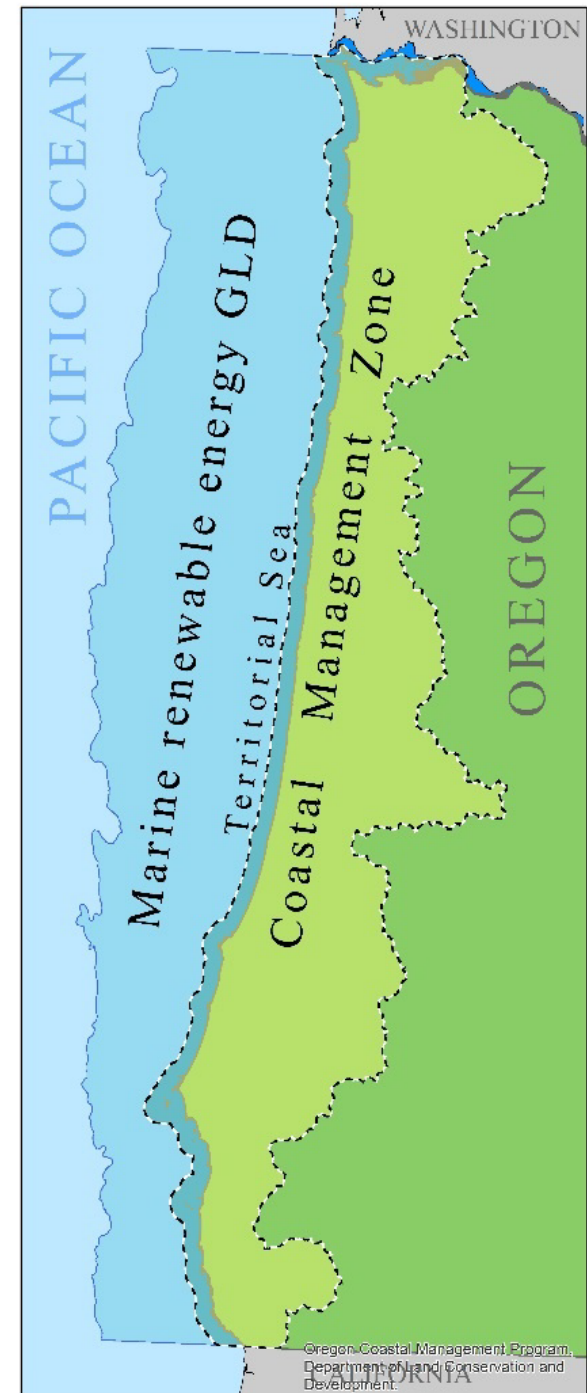 WASHINGTON
PACIFIC OCEAN
Marine renewable energy GLD
Territorial Sea
Coastal Management Zone
OREGON
Oregon Coastal Management Program,
Department of Land Conservation and
Development.
CALIFORNIA